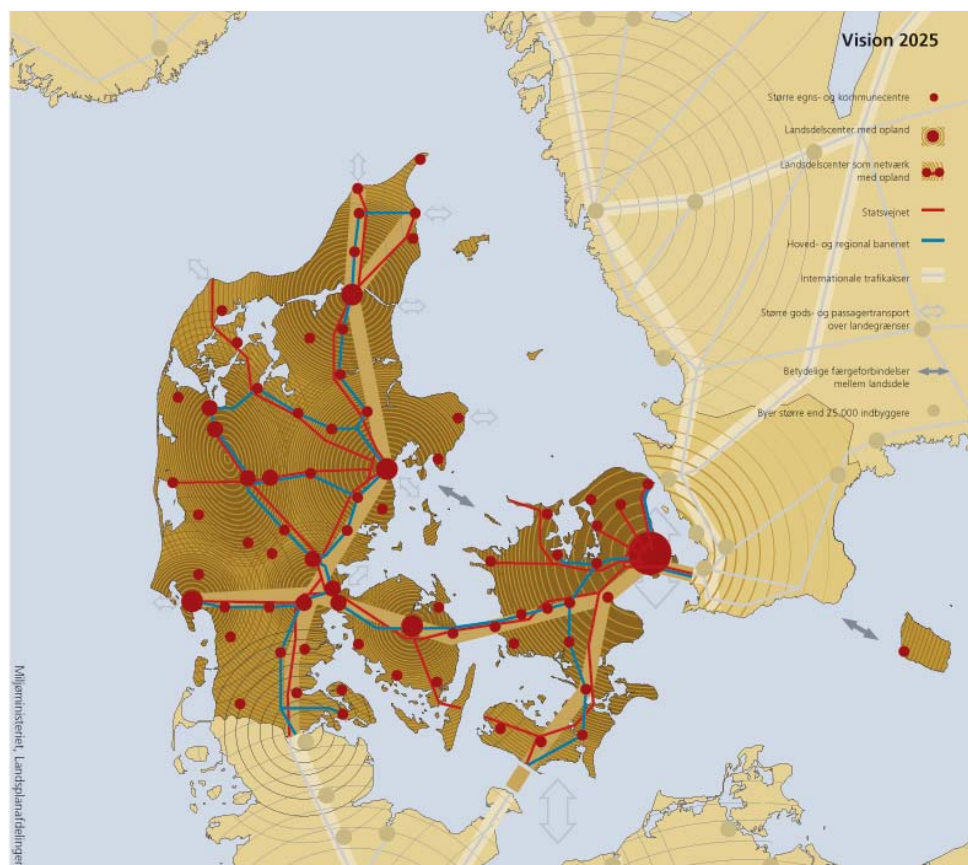 Vision 2025
Større egns- og kommunecentre
Landsdelscenter med opland
Landsdelscenter som netværk
med opland
Statsvejnet
Hoved- og regional banenet
Internationale trafikakser
Større gods- og passagertransport
over landegrænser
Betydelige færgeforbindelser
mellem landsdele
Byer større end 25.000 indbyggere
Miljøministeriet, Landsplanafdelingen